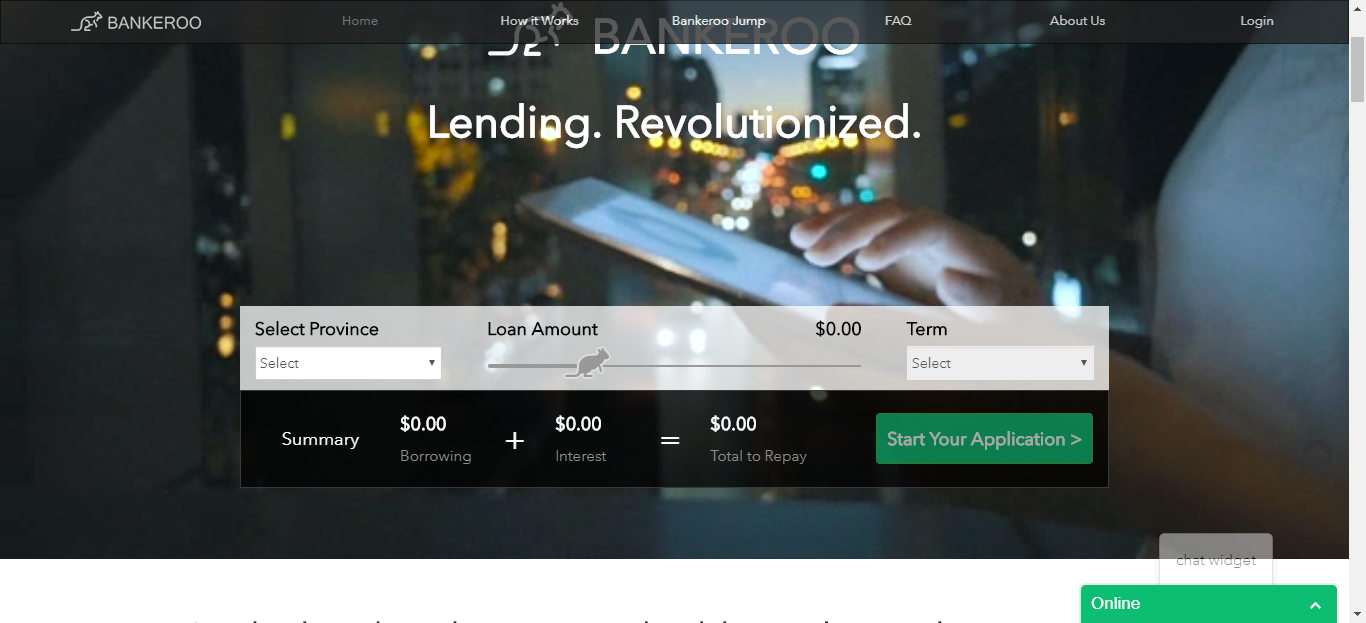 BANKEROO
Home
How it Works
Bankeroo Jump
FAQ
About Us
Login
BANKEROO
Lending. Revolutionized.
Select Province
Loan Amount
$0.00
Term
Select
Select
Summary
$0.00
+
$0.00
=
$0.00
Start Your Application >
Borrowing
Interest
Total to Repay
chat widget
Online